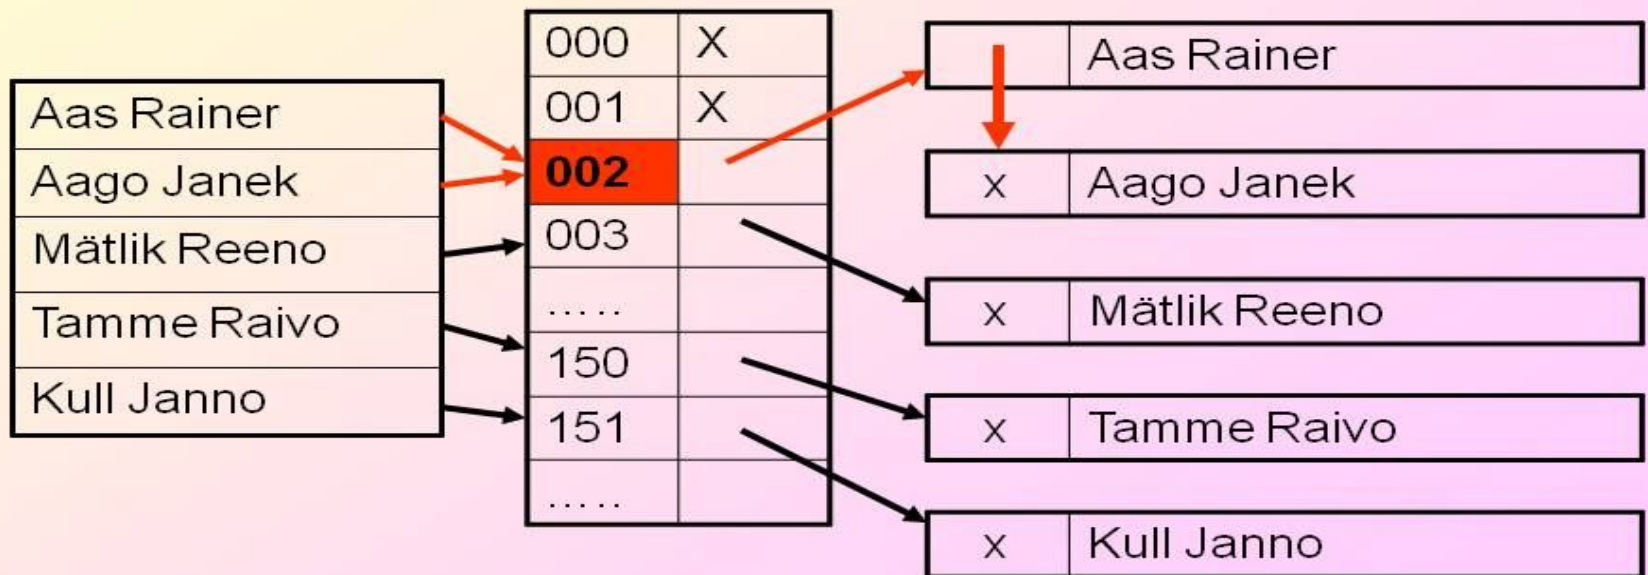 Aas Rainer
Aago Janek
Mätlik Reeno
Tamme Raivo
Kull Janno
000 X
001 X
002
003
.....
150
151
.....
Aas Rainer
x Aago Janek
x Mätlik Reeno
x Tamme Raivo
x Kull Janno